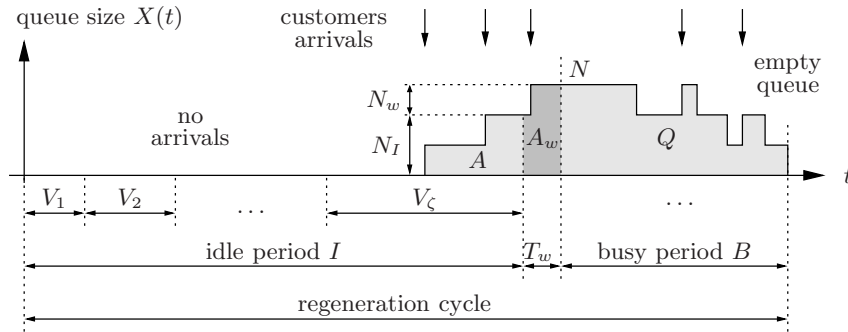 queue size X(t)
customers
arrivals
empty
queue
N
N_w
no
arrivals
N_I
A
A_w
Q
t
V_1
V_2
...
V_ζ
...
idle period I
T_w
busy period B
regeneration cycle